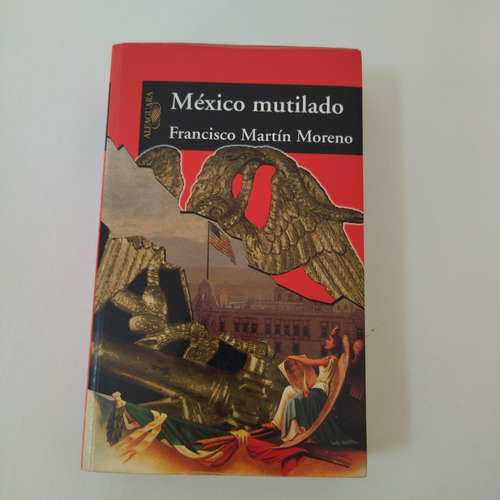 ALFAGUARA
México mutilado
Francisco Martín Moreno